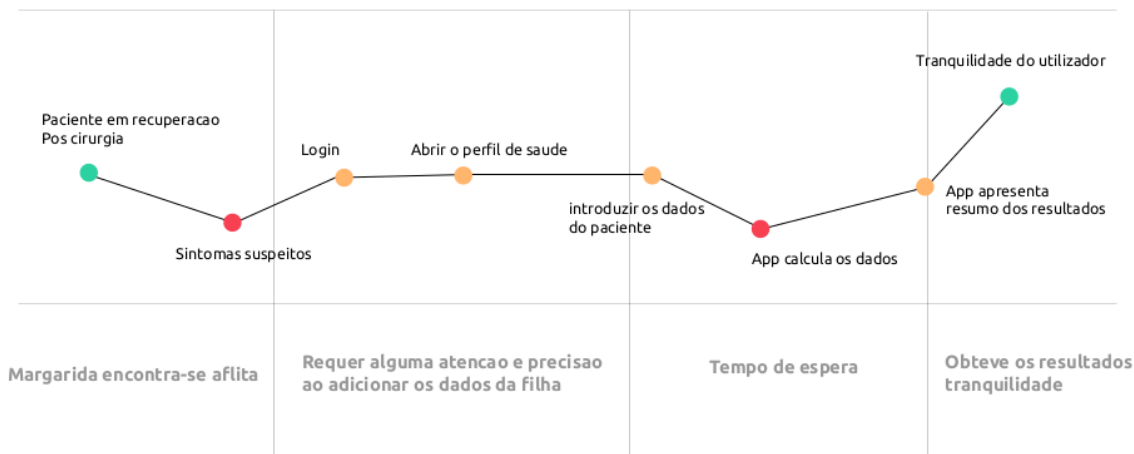 Tranquilidade do utilizador
Paciente em recuperacao
Pos cirurgia
Login
Abrir o perfil de saude
App apresenta
resumo dos resultados
introduzir os dados
do paciente
Sintomas suspeitos
App calcula os dados
Margarida encontra-se aflita
Requer alguma atencao e precisao
ao adicionar os dados da filha
Tempo de espera
Obteve os resultados
tranquilidade